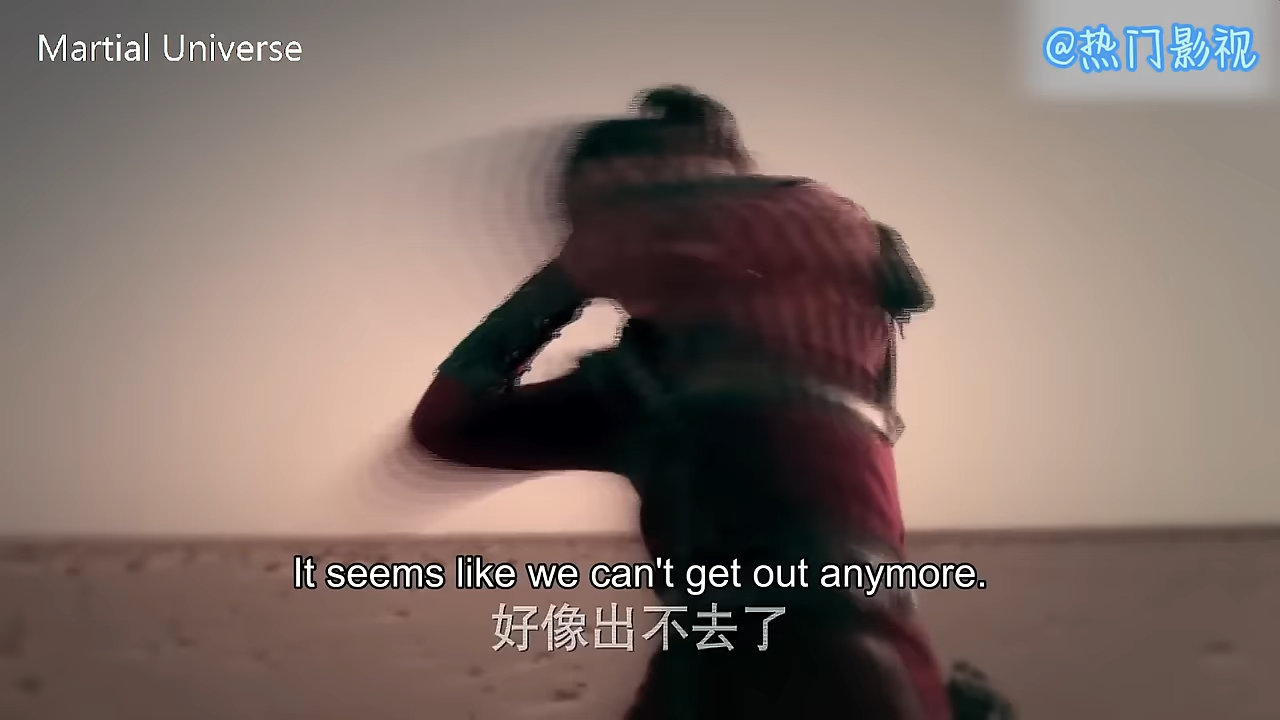 Martial Universe
@热门影视
It seems like we can't get out anymore.
好像出不去了